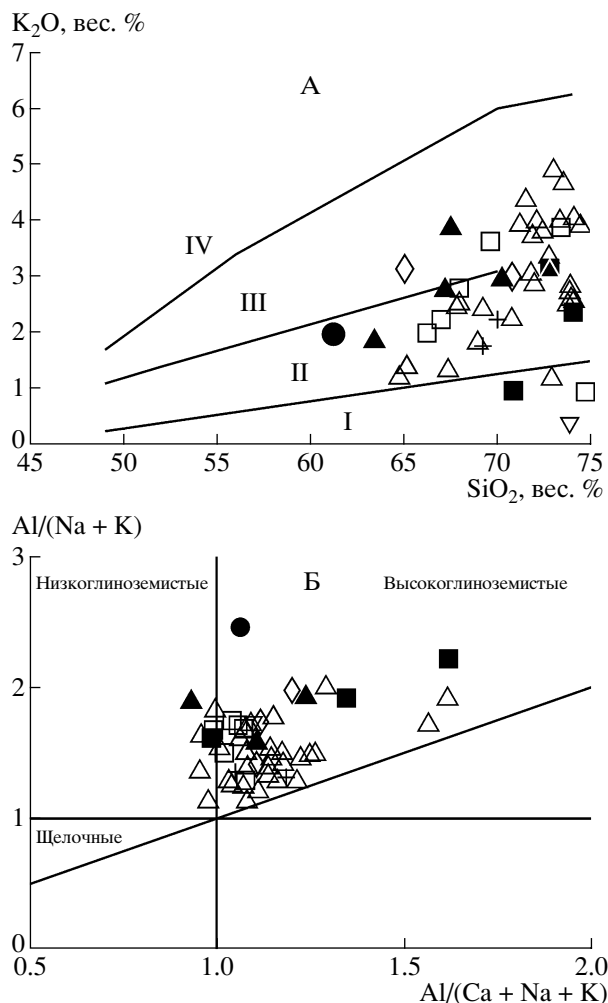 K₂O, вес. %
7
А
6
5
4
IV
3
III
2
II
1
I
0
45 50 55 60 65 70 75
SiO₂, вес. %
Al/(Na + K)
3
Низкоглиноземистые
Б
Высокоглиноземистые
2
1
Щелочные
0
0.5 1.0 1.5 2.0
Al/(Ca + Na + K)